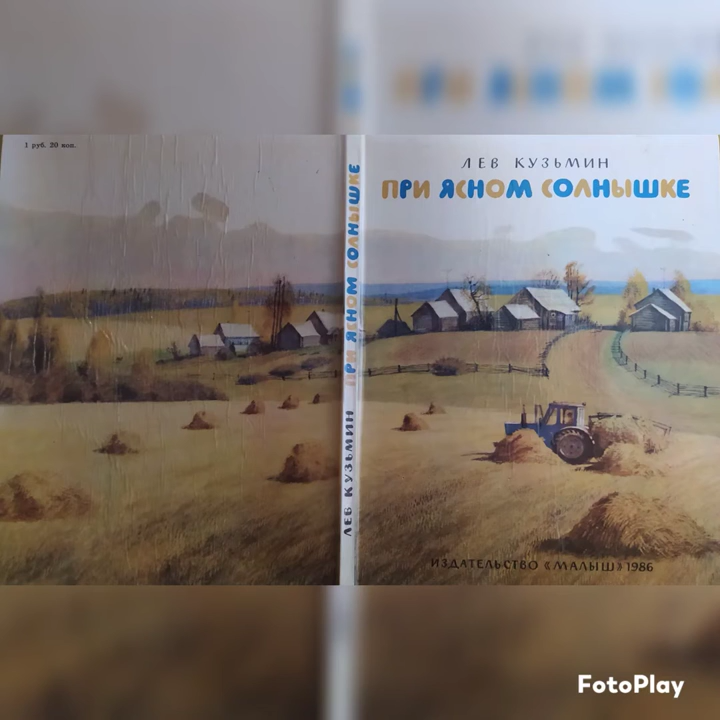 1 руб. 20 коп.
ЛЕВ КУЗЬМИН
ПРИ ЯСНОМ СОЛНЫШКЕ
ЛЕВ КУЗЬМИН ПРИ ЯСНОМ СОЛНЫШКЕ
ИЗДАТЕЛЬСТВО «МАЛЫШ» 1986
FotoPlay